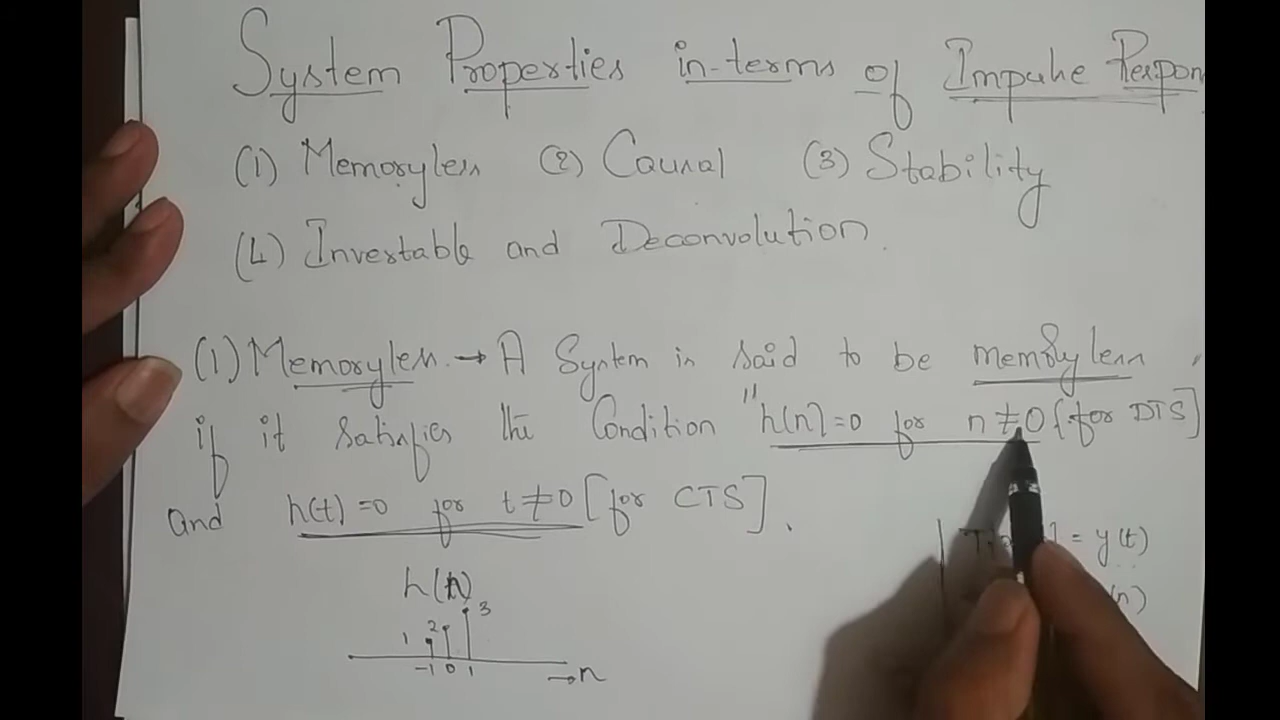 System Properties in-terms of Impulse Respon
(1) Memoryless (2) Causal (3) Stability
(4) Invertable and Deconvolution.
(1) Memoryless → A System is said to be memoryless,
if it satisfies the Condition "h[n]=0 for n≠0 [for DTS]
and h(t)=0 for t≠0 [for CTS].
= y(t)
h(n)
(n)
3
2
1
-1 0 1
→n